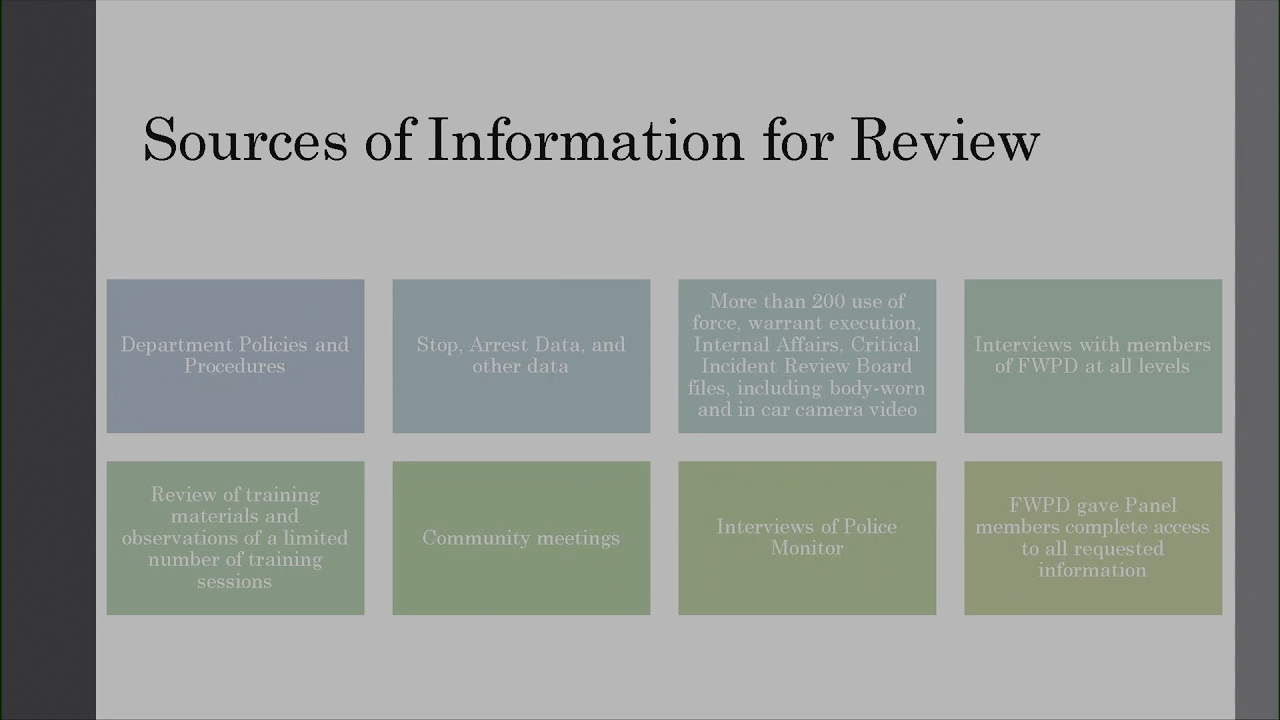 Sources of Information for Review
Department Policies and
Procedures
Stop, Arrest Data, and
other data
More than 200 use of
force, warrant execution,
Internal Affairs, Critical
Incident Review Board
files, including body-worn
and in car camera video
Interviews with members
of FWPD at all levels
Review of training
materials and
observations of a limited
number of training
sessions
Community meetings
Interviews of Police
Monitor
FWPD gave Panel
members complete access
to all requested
information